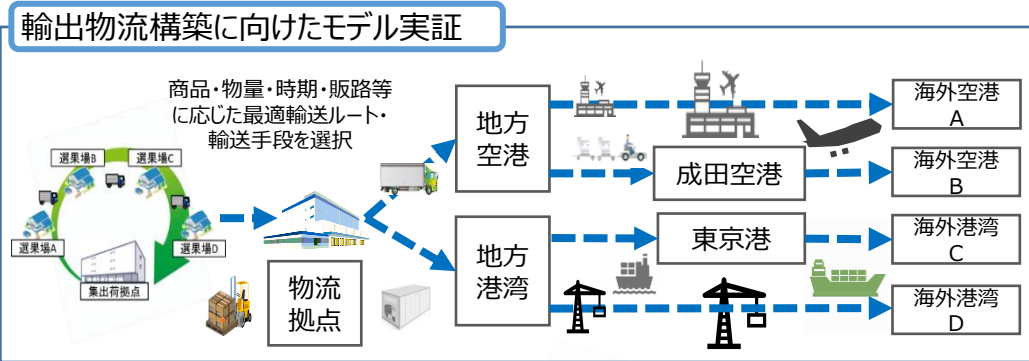 輸出物流構築に向けたモデル実証
商品・物量・時期・販路等
に応じた最適輸送ルート・
輸送手段を選択
選果場B
選果場C
選果場A
選果場D
集出荷拠点
物流
拠点
地方
空港
地方
港湾
成田空港
東京港
海外空港
A
海外空港
B
海外港湾
C
海外港湾
D